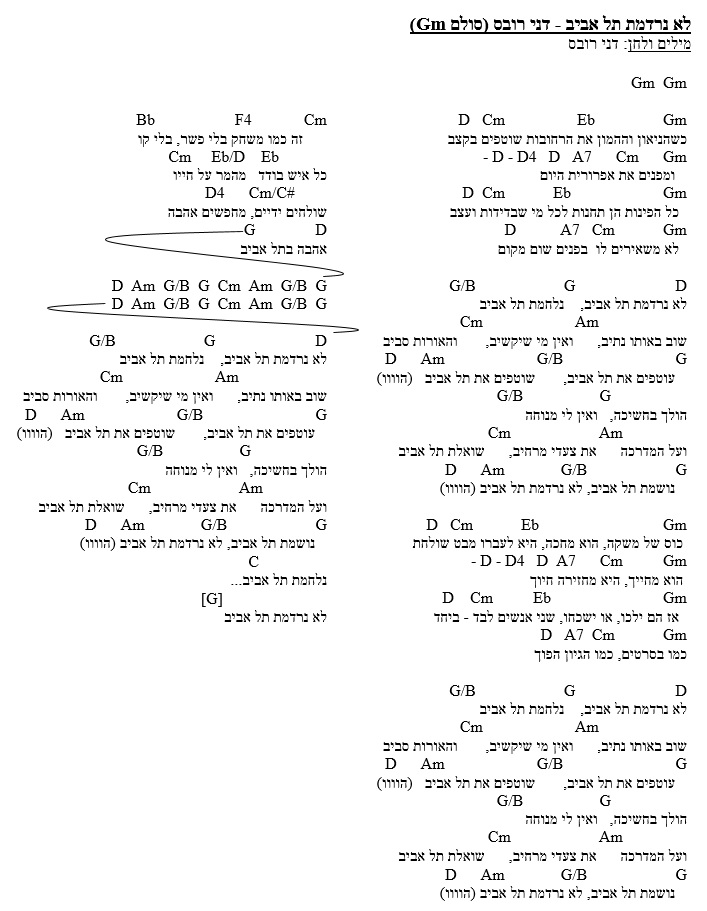 לא נרדמת תל אביב - דני רובס (סולם Gm)
מילים ולחן: דני רובס
Gm Gm
D Cm Eb Gm
כשהניאון וההמון את הרחובות שוטפים בקצב
- D - D4 D A7 Cm Gm
ומפנים את אפרורית היום
D Cm Eb Gm
כל הפינות הן תחנות לכל מי שבדידות ועצב
D A7 Cm Gm
לא משאירים לו בפנים שום מקום
G/B G D
לא נרדמת תל אביב, נלחמת תל אביב
Cm Am
שוב באותו נתיב, ואין מי שיקשיב, והאורות סביב
D Am G/B G
עוטפים את תל אביב, שוטפים את תל אביב (הוווו)
G/B G
הולך בחשיכה, ואין לי מנוחה
Cm Am
ועל המדרכה את צעדי מרחיב, שואלת תל אביב
D Am G/B G
נושמת תל אביב, לא נרדמת תל אביב (הוווו)
D Cm Eb Gm
כוס של משקה, הוא מחכה, היא לעברו מבט שולחת
- D - D4 D A7 Cm Gm
הוא מחייך, היא מחזירה חיוך
D Cm Eb Gm
אז הם ילכו, או ישכחו, שני אנשים לבד - ביחד
D A7 Cm Gm
כמו בסרטים, כמו הגיון הפוך
G/B G D
לא נרדמת תל אביב, נלחמת תל אביב
Cm Am
שוב באותו נתיב, ואין מי שיקשיב, והאורות סביב
D Am G/B G
עוטפים את תל אביב, שוטפים את תל אביב (הוווו)
G/B G
הולך בחשיכה, ואין לי מנוחה
Cm Am
ועל המדרכה את צעדי מרחיב, שואלת תל אביב
D Am G/B G
נושמת תל אביב, לא נרדמת תל אביב (הוווו)
Bb F4 Cm
זה כמו משחק בלי פשר, בלי קו
Cm Eb/D Eb
כל איש בודד מהמר על חייו
D4 Cm/C#
שולחים ידיים, מחפשים אהבה
G D
אהבה בתל אביב
D Am G/B G Cm Am G/B G
D Am G/B G Cm Am G/B G
G/B G D
לא נרדמת תל אביב, נלחמת תל אביב
Cm Am
שוב באותו נתיב, ואין מי שיקשיב, והאורות סביב
D Am G/B G
עוטפים את תל אביב, שוטפים את תל אביב (הוווו)
G/B G
הולך בחשיכה, ואין לי מנוחה
Cm Am
ועל המדרכה את צעדי מרחיב, שואלת תל אביב
D Am G/B G
נושמת תל אביב, לא נרדמת תל אביב (הוווו)
C
נלחמת תל אביב...
[G]
לא נרדמת תל אביב